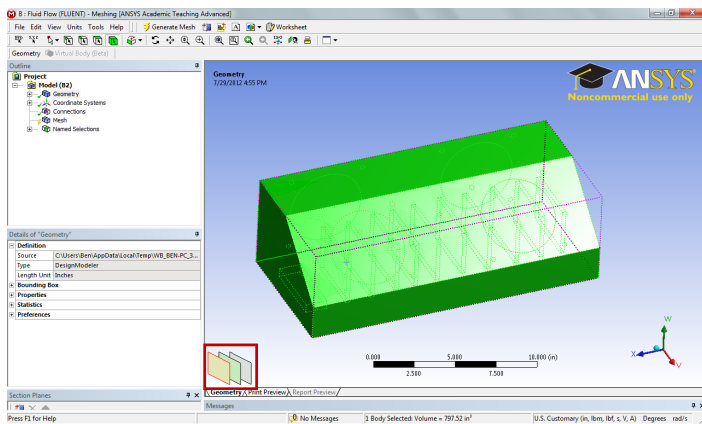 B : Fluid Flow (FLUENT) - Meshing [ANSYS Academic Teaching Advanced]
File Edit View Units Tools Help Generate Mesh Worksheet
Geometry Virtual Body (Beta)
Outline
Project
Model (B2)
Geometry
Coordinate Systems
Connections
Mesh
Named Selections
Geometry
7/29/2012 4:55 PM
ANSYS
Noncommercial use only
Details of "Geometry"
Definition
Source C:\Users\Ben\AppData\Local\Temp\WB_BEN-PC_3...
Type DesignModeler
Length Unit Inches
Bounding Box
Properties
Statistics
Preferences
W
X
V
0.000 5.000 10.000 (in)
2.500 7.500
Geometry Print Preview Report Preview
Section Planes
Messages
Press F1 for Help No Messages 1 Body Selected: Volume = 797.52 in³ U.S. Customary (in, lbm, lbf, s, V, A) Degrees rad/s